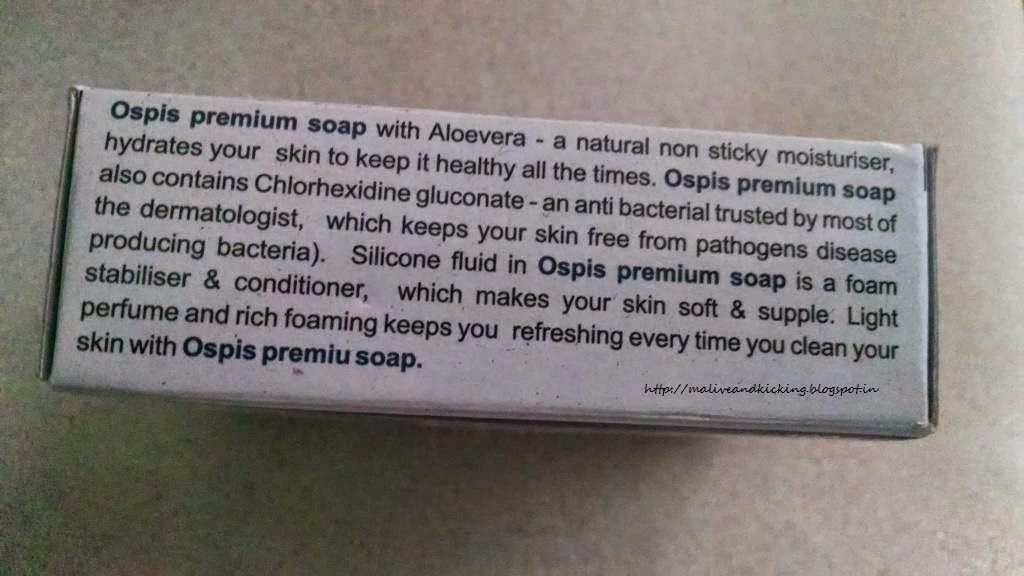 Ospis premium soap with Aloevera - a natural non sticky moisturiser,
hydrates your skin to keep it healthy all the times. Ospis premium soap
also contains Chlorhexidine gluconate - an anti bacterial trusted by most of
the dermatologist, which keeps your skin free from pathogens disease
producing bacteria). Silicone fluid in Ospis premium soap is a foam
stabiliser & conditioner, which makes your skin soft & supple. Light
perfume and rich foaming keeps you refreshing every time you clean your
skin with Ospis premiu soap.
http://maliveandkicking.blogspot.in